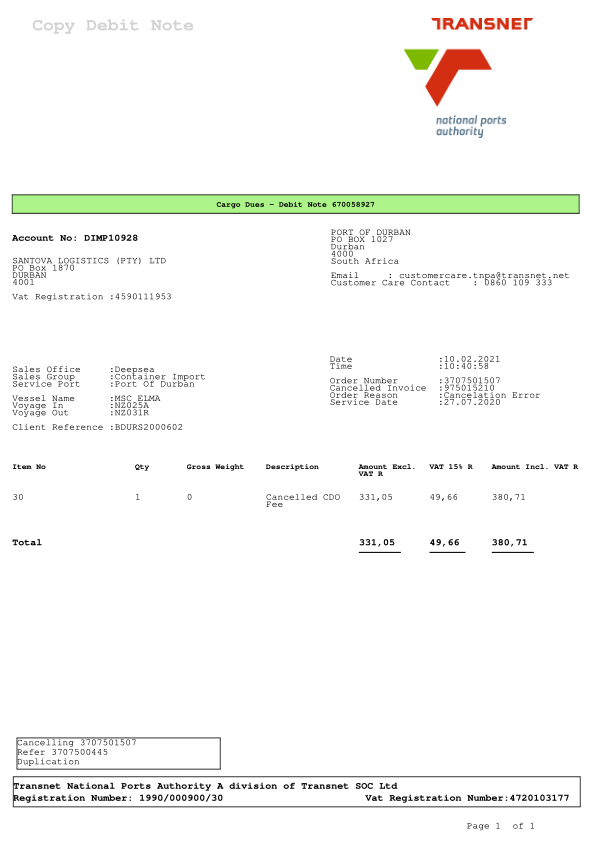 Copy Debit Note
TRANSNET
national ports
authority
Cargo Dues - Debit Note 670058927
Account No: DIMP10928
SANTOVA LOGISTICS (PTY) LTD
PO Box 1870
DURBAN
4001
Vat Registration :4590111953
PORT OF DURBAN
PO BOX 1027
Durban
4000
South Africa
Email : customercare.tnpa@transnet.net
Customer Care Contact : 0860 109 333
Sales Office :Deepsea
Sales Group :Container Import
Service Port :Port Of Durban
Vessel Name :MSC ELMA
Voyage In :NZ025A
Voyage Out :NZ031R
Client Reference :BDURS2000602
Date :10.02.2021
Time :10:40:58
Order Number :3707501507
Cancelled Invoice :975015210
Order Reason :Cancelation Error
Service Date :27.07.2020
Item No Qty Gross Weight Description Amount Excl. VAT 15% R Amount Incl. VAT R
VAT R
30 1 0 Cancelled CDO 331,05 49,66 380,71
Fee
Total 331,05 49,66 380,71
Cancelling 3707501507
Refer 3707500445
Duplication
Transnet National Ports Authority A division of Transnet SOC Ltd
Registration Number: 1990/000900/30 Vat Registration Number:4720103177
Page 1 of 1